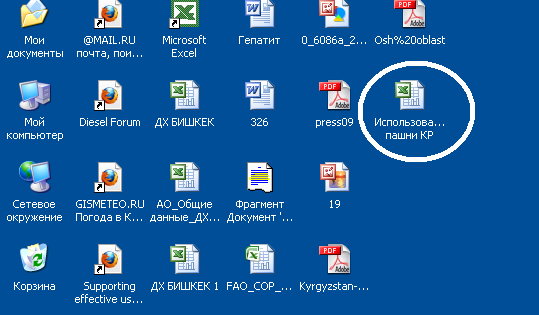 Мои
документы
@MAIL.RU
почта, пои...
Microsoft
Excel
Гепатит
0_6086a_2...
Osh%20oblast
Мой
компьютер
Diesel Forum
ДХ БИШКЕК
326
press09
Использова...
пашни КР
Сетевое
окружение
GISMETEO.RU
Погода в К...
АО_Общие
данные_ДХ...
Фрагмент
Документ '...
19
Корзина
Supporting
effective us...
ДХ БИШКЕК 1
FAO_COP_...
Kyrgyzstan-...